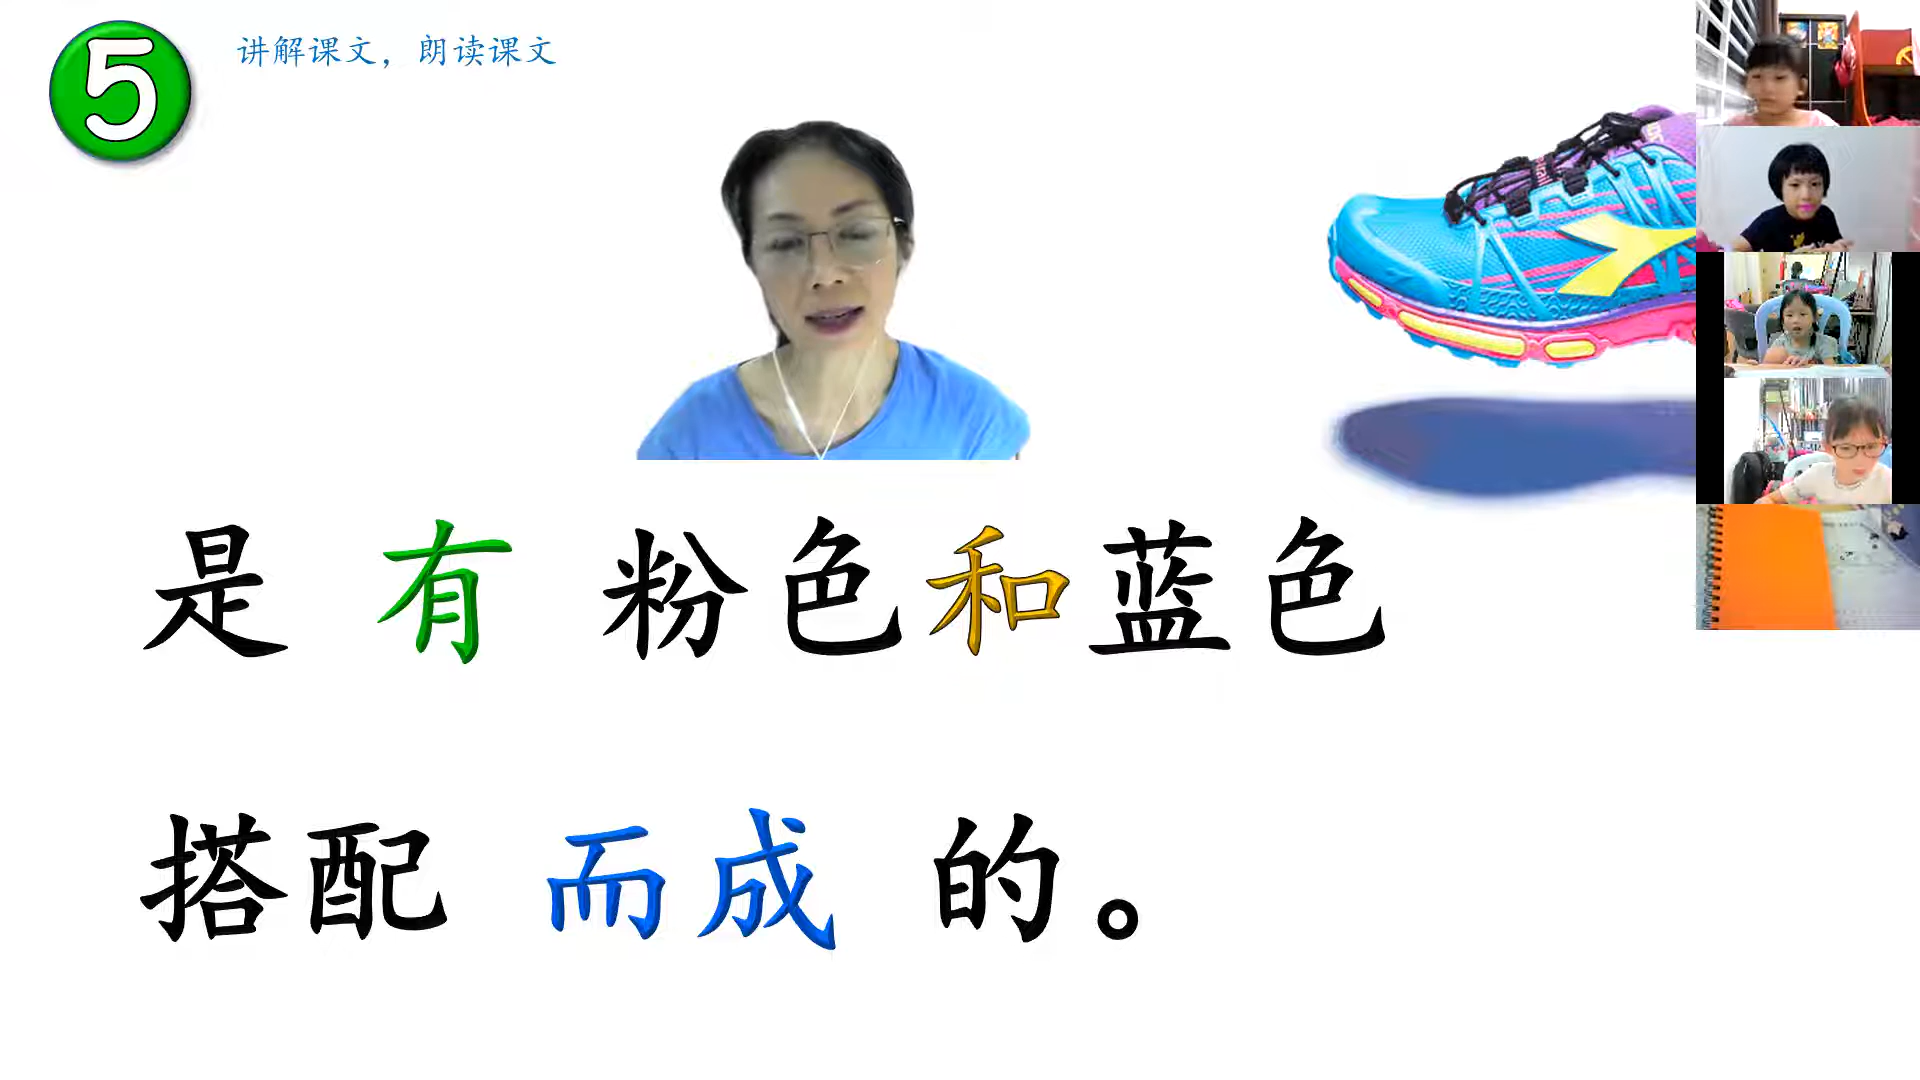 5
讲解课文，朗读课文
是 有 粉色和蓝色
搭配 而成 的。